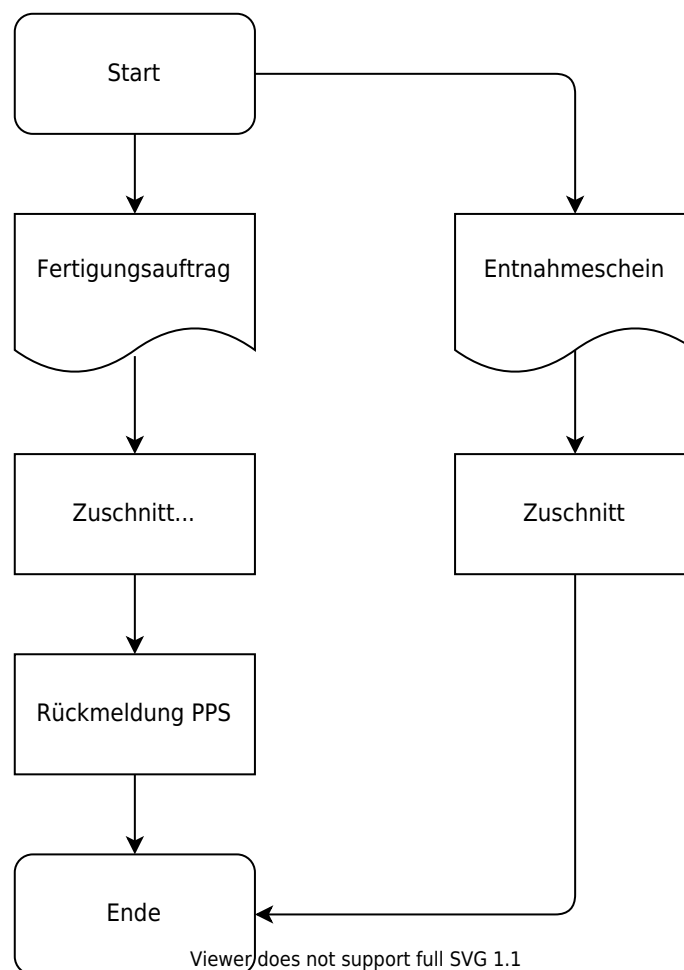 Start
Fertigungsauftrag
Entnahmeschein
Zuschnitt...
Zuschnitt
Rückmeldung PPS
Ende
Viewer does not support full SVG 1.1